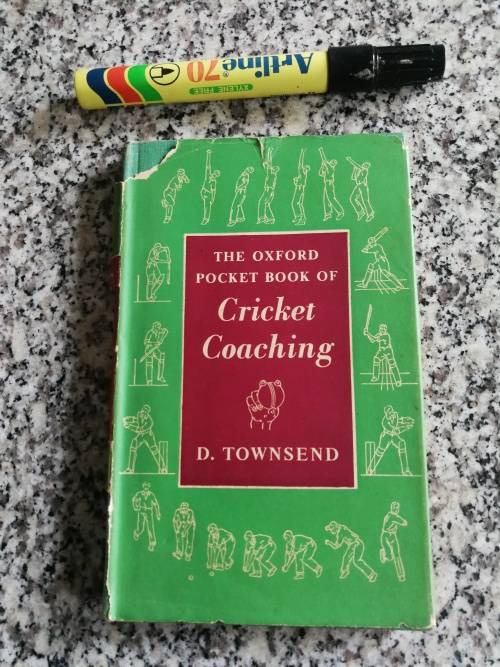 Artline® 70
XYLENE FREE
THE OXFORD
POCKET BOOK OF
Cricket
Coaching
D. TOWNSEND